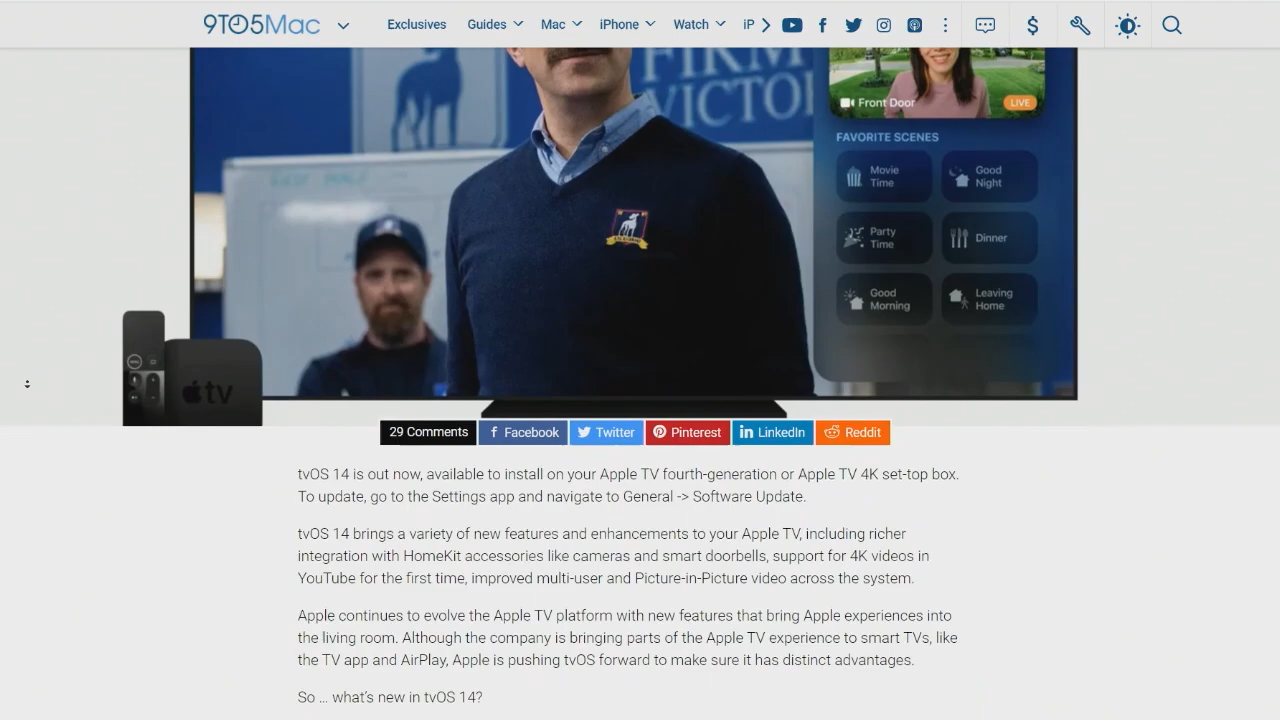 9TO5Mac
Exclusives Guides Mac iPhone Watch iP
FIRM
VICTOR
Front Door LIVE
FAVORITE SCENES
Movie Time
Good Night
Party Time
Dinner
Good Morning
Leaving Home
tv
29 Comments Facebook Twitter Pinterest LinkedIn Reddit
tvOS 14 is out now, available to install on your Apple TV fourth-generation or Apple TV 4K set-top box.
To update, go to the Settings app and navigate to General -> Software Update.
tvOS 14 brings a variety of new features and enhancements to your Apple TV, including richer
integration with HomeKit accessories like cameras and smart doorbells, support for 4K videos in
YouTube for the first time, improved multi-user and Picture-in-Picture video across the system.
Apple continues to evolve the Apple TV platform with new features that bring Apple experiences into
the living room. Although the company is bringing parts of the Apple TV experience to smart TVs, like
the TV app and AirPlay, Apple is pushing tvOS forward to make sure it has distinct advantages.
So ... what's new in tvOS 14?